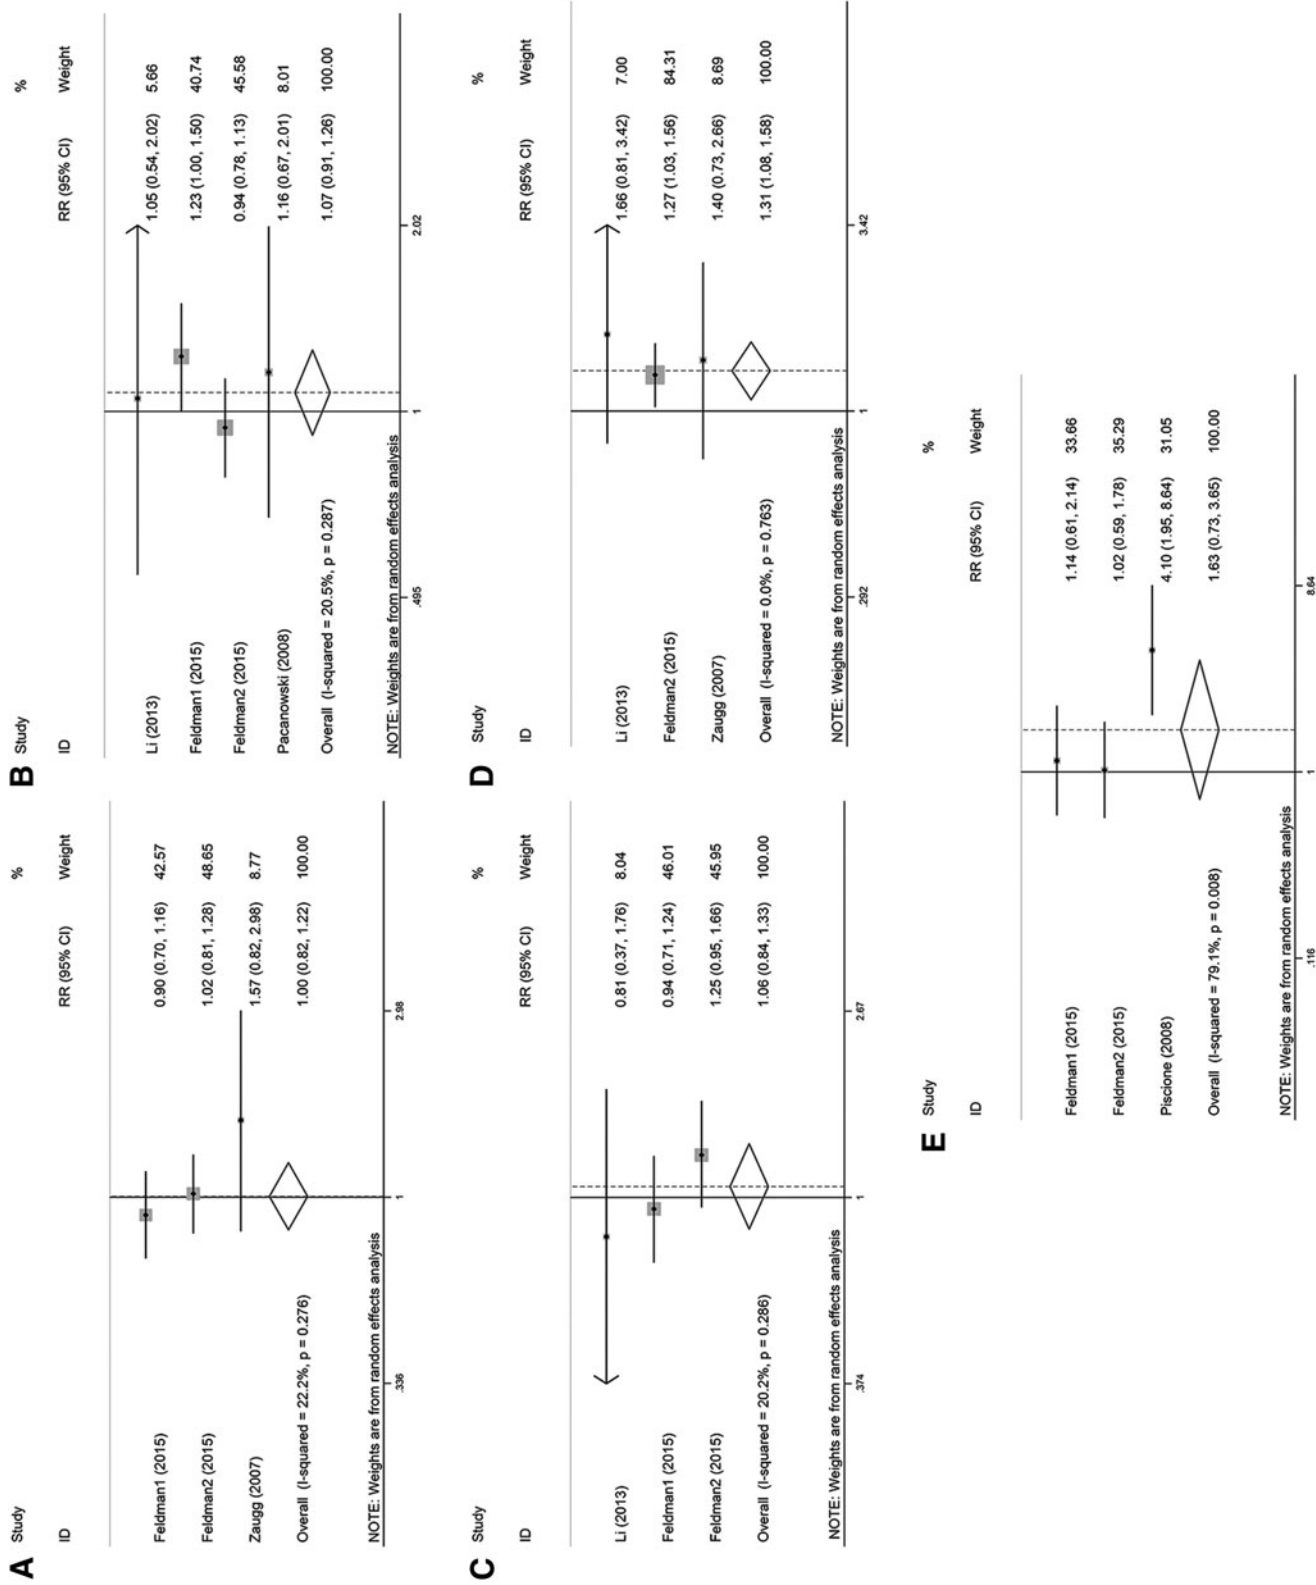 A
Study %
ID RR (95% CI) Weight
Feldman1 (2015) 0.90 (0.70, 1.16) 42.57
Feldman2 (2015) 1.02 (0.81, 1.28) 48.65
Zaugg (2007) 1.57 (0.82, 2.98) 8.77
Overall (I-squared = 22.2%, p = 0.276) 1.00 (0.82, 1.22) 100.00
NOTE: Weights are from random effects analysis
.336 1 2.98
B
Study %
ID RR (95% CI) Weight
Li (2013) 1.05 (0.54, 2.02) 5.66
Feldman1 (2015) 1.23 (1.00, 1.50) 40.74
Feldman2 (2015) 0.94 (0.78, 1.13) 45.58
Pacanowski (2008) 1.16 (0.67, 2.01) 8.01
Overall (I-squared = 20.5%, p = 0.287) 1.07 (0.91, 1.26) 100.00
NOTE: Weights are from random effects analysis
.495 1 2.02
C
Study %
ID RR (95% CI) Weight
Li (2013) 0.81 (0.37, 1.76) 8.04
Feldman1 (2015) 0.94 (0.71, 1.24) 46.01
Feldman2 (2015) 1.25 (0.95, 1.66) 45.95
Overall (I-squared = 20.2%, p = 0.286) 1.06 (0.84, 1.33) 100.00
NOTE: Weights are from random effects analysis
.374 1 2.67
D
Study %
ID RR (95% CI) Weight
Li (2013) 1.66 (0.81, 3.42) 7.00
Feldman2 (2015) 1.27 (1.03, 1.56) 84.31
Zaugg (2007) 1.40 (0.73, 2.66) 8.69
Overall (I-squared = 0.0%, p = 0.763) 1.31 (1.08, 1.58) 100.00
NOTE: Weights are from random effects analysis
.292 1 3.42
E
Study %
ID RR (95% CI) Weight
Feldman1 (2015) 1.14 (0.61, 2.14) 33.66
Feldman2 (2015) 1.02 (0.59, 1.78) 35.29
Piscione (2008) 4.10 (1.95, 8.64) 31.05
Overall (I-squared = 79.1%, p = 0.008) 1.63 (0.73, 3.65) 100.00
NOTE: Weights are from random effects analysis
.116 1 8.64